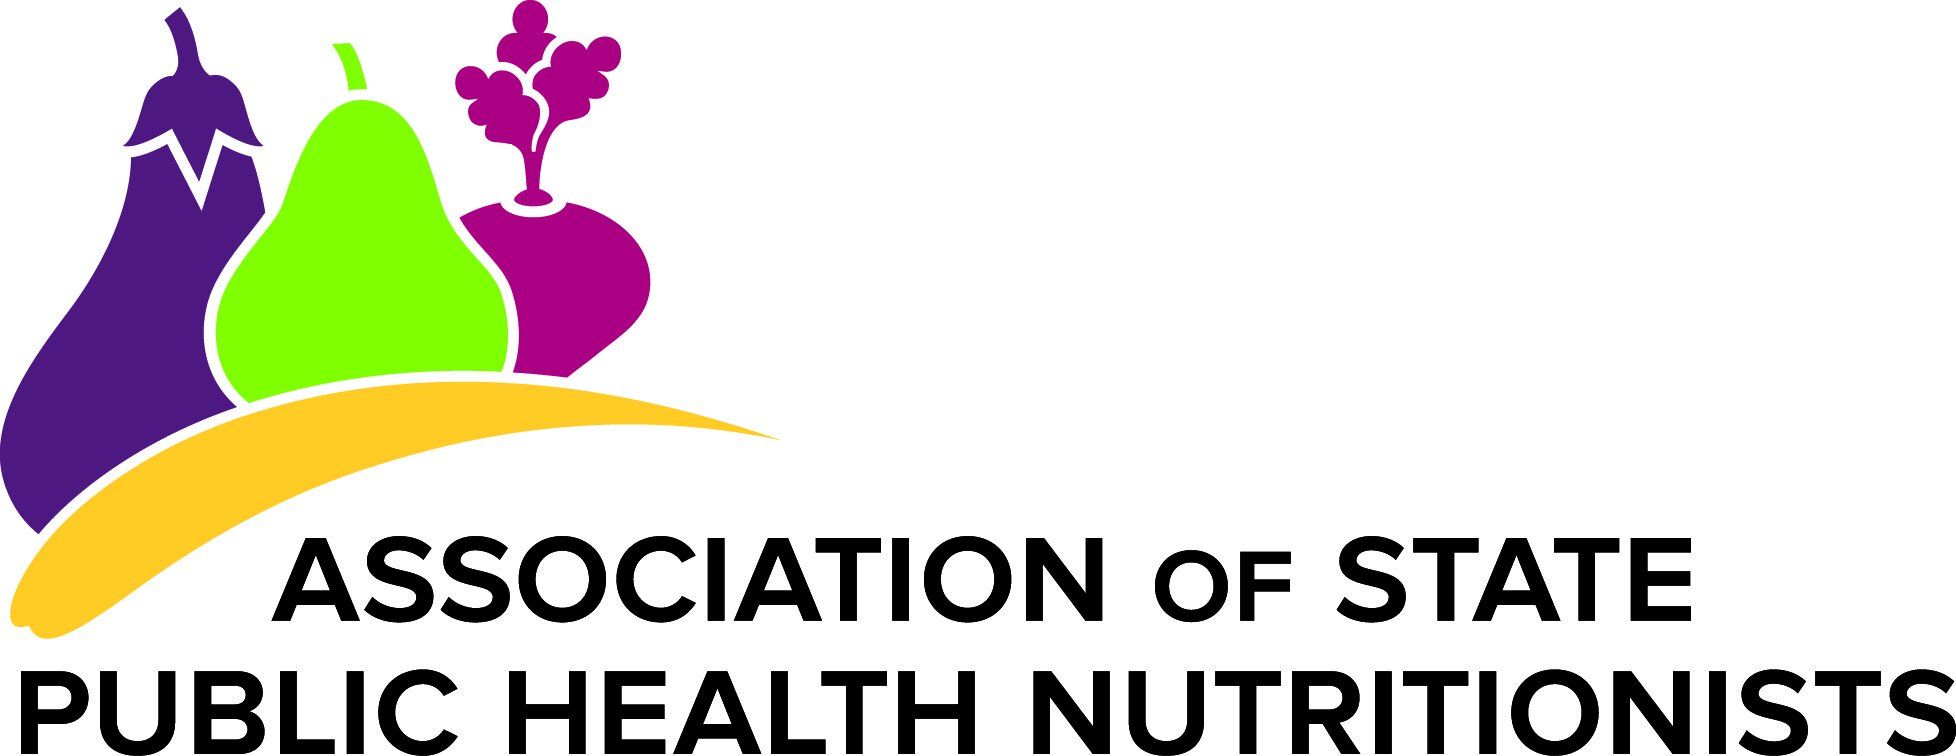 ASSOCIATION OF STATE
PUBLIC HEALTH NUTRITIONISTS